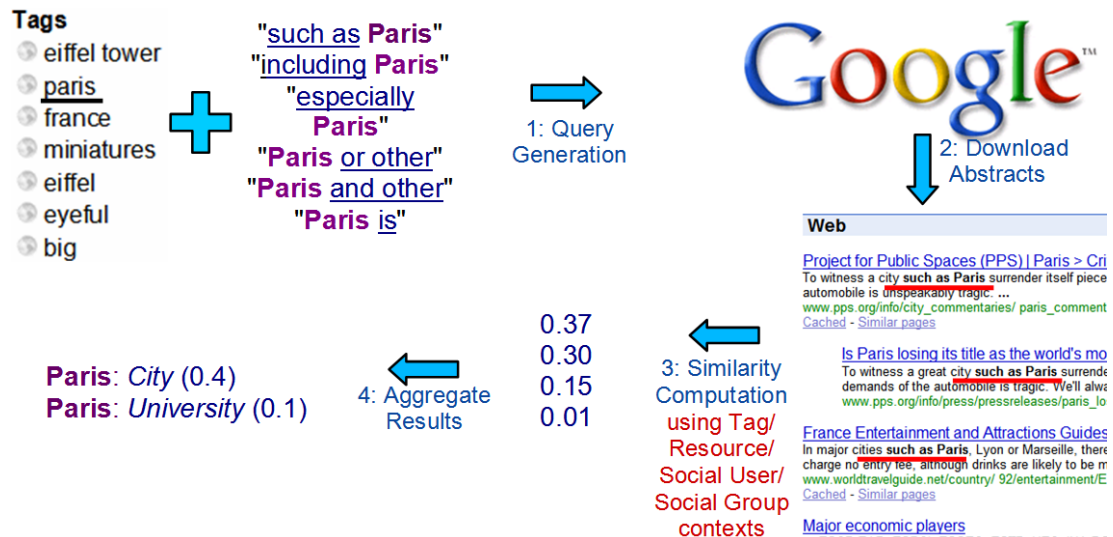 Tags
eiffel tower
paris
france
miniatures
eiffel
eyeful
big
"such as Paris"
"including Paris"
"especially
Paris"
"Paris or other"
"Paris and other"
"Paris is"
1: Query
Generation
Google™
2: Download
Abstracts
Web
Project for Public Spaces (PPS) | Paris > Cri
To witness a city such as Paris surrender itself piece
automobile is unspeakably tragic. ...
www.pps.org/info/city_commentaries/ paris_comment
Cached - Similar pages
Is Paris losing its title as the world's mo
To witness a great city such as Paris surrende
demands of the automobile is tragic. We'll alwa
www.pps.org/info/press/pressreleases/paris_lo
France Entertainment and Attractions Guides
In major cities such as Paris, Lyon or Marseille, there
charge no entry fee, although drinks are likely to be m
www.worldtravelguide.net/country/ 92/entertainment/E
Cached - Similar pages
Major economic players
3: Similarity
Computation
using Tag/
Resource/
Social User/
Social Group
contexts
0.37
0.30
0.15
0.01
4: Aggregate
Results
Paris: City (0.4)
Paris: University (0.1)